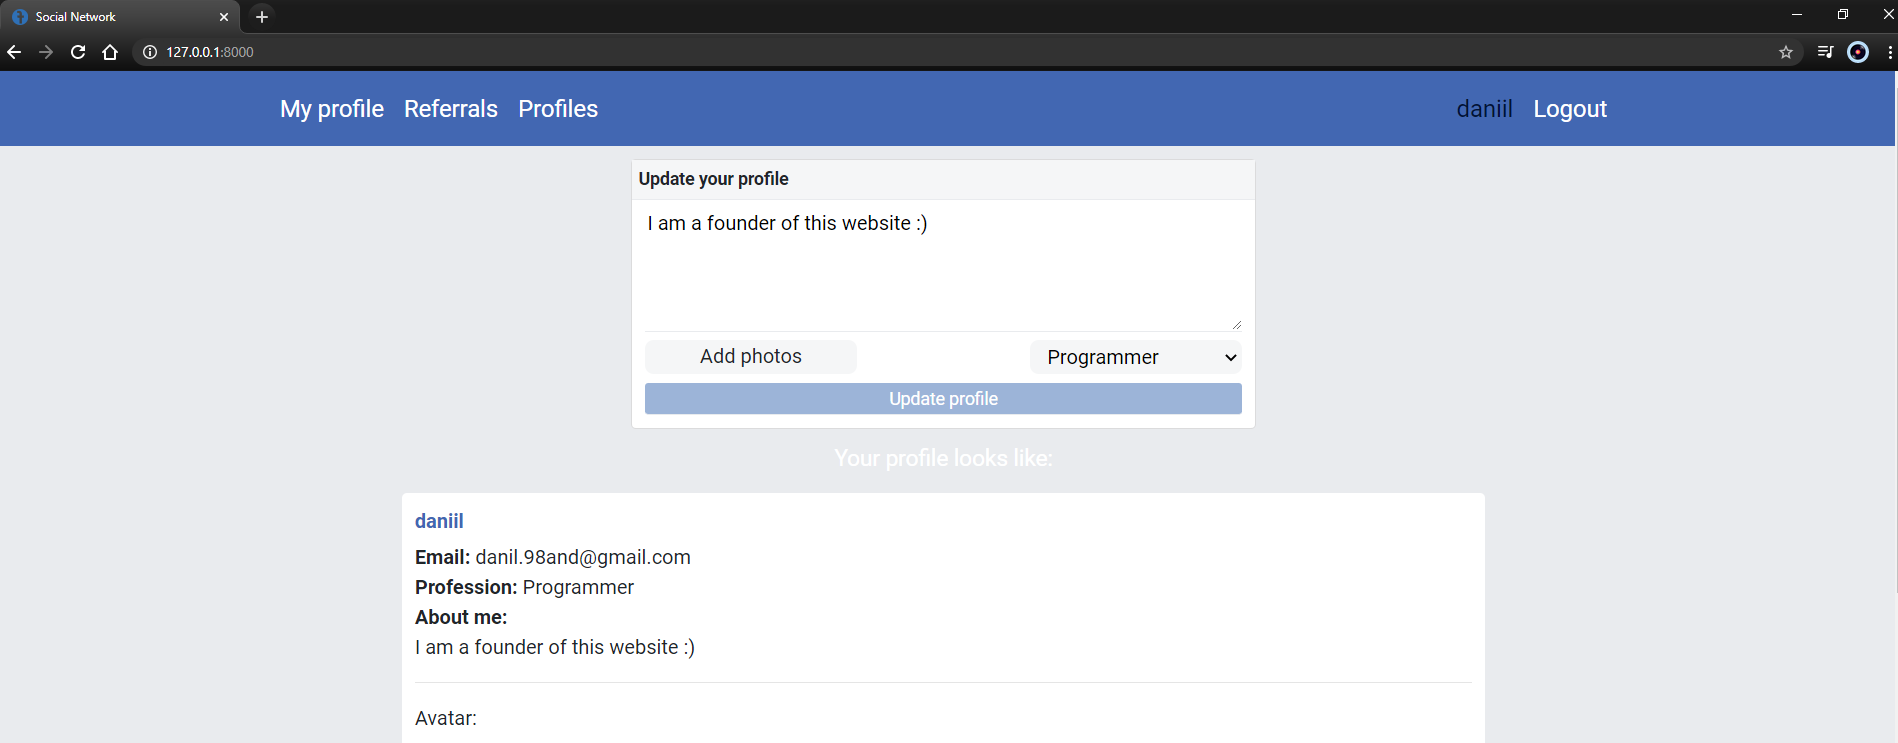 Social Network
127.0.0.1:8000
My profile Referrals Profiles daniil Logout
Update your profile
I am a founder of this website :)
Add photos Programmer
Update profile
Your profile looks like:
daniil
Email: danil.98and@gmail.com
Profession: Programmer
About me:
I am a founder of this website :)
Avatar: